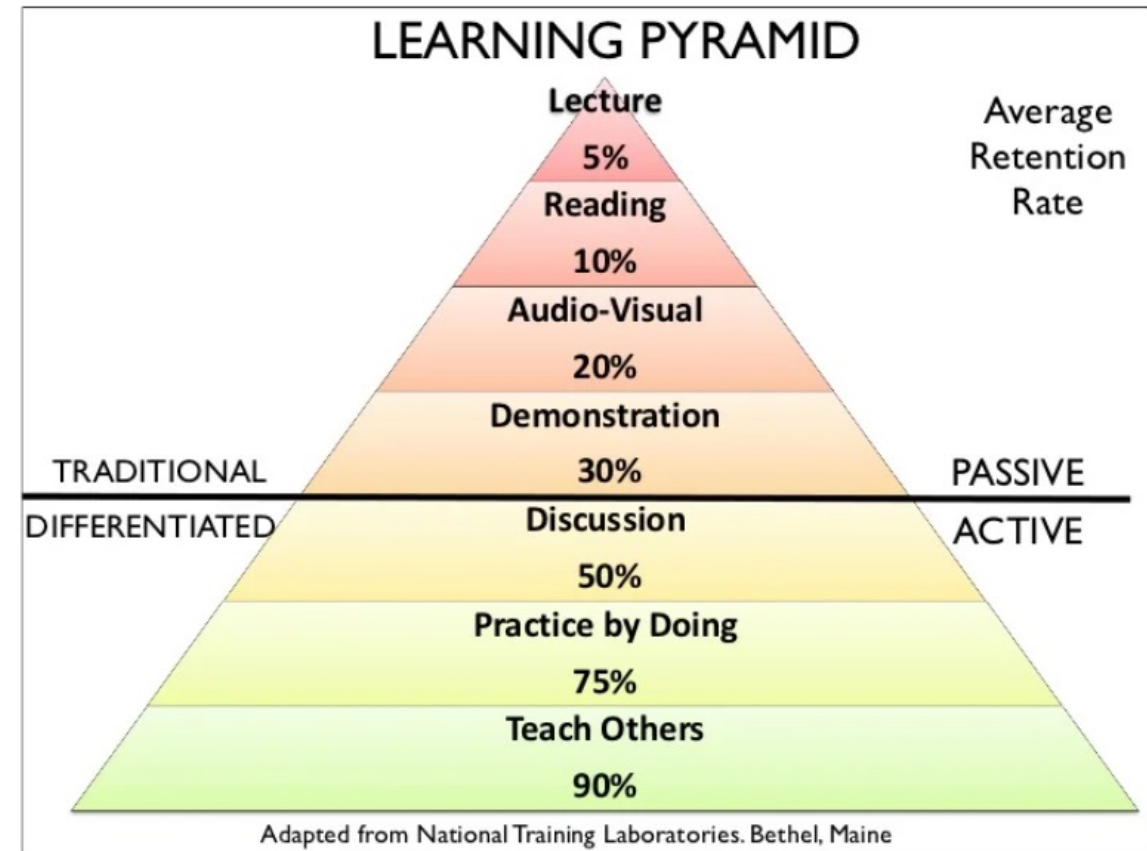 LEARNING PYRAMID
Lecture
5%
Average
Retention
Rate
Reading
10%
Audio-Visual
20%
Demonstration
30%
TRADITIONAL
PASSIVE
DIFFERENTIATED
ACTIVE
Discussion
50%
Practice by Doing
75%
Teach Others
90%
Adapted from National Training Laboratories. Bethel, Maine